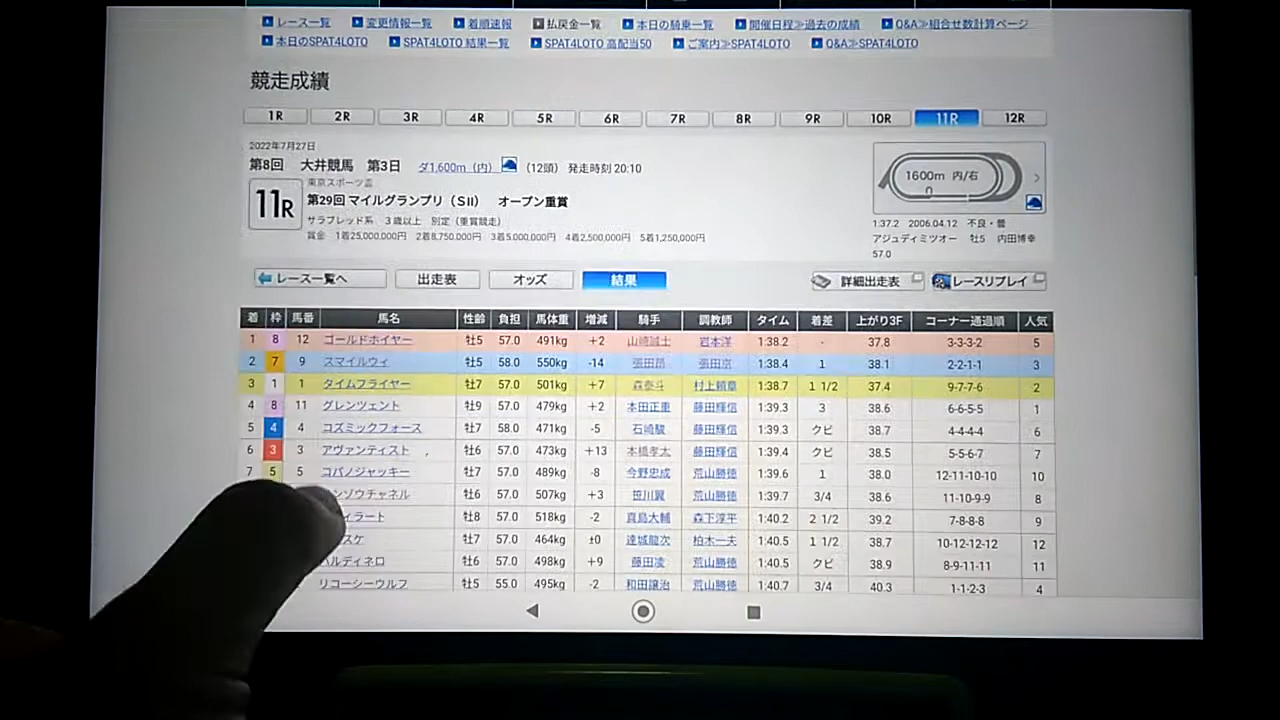 レース一覧 変更情報一覧 着順速報 払戻金一覧 本日の騎乗一覧 開催日程≫過去の成績 Q&A≫組合せ数計算ページ
本日のSPAT4LOTO SPAT4LOTO 結果一覧 SPAT4LOTO 高配当50 ご案内≫SPAT4LOTO Q&A≫SPAT4LOTO
競走成績
1R 2R 3R 4R 5R 6R 7R 8R 9R 10R 11R 12R
2022年7月27日
第8回 大井競馬 第3日 ダ1,600m（内） (12頭) 発走時刻 20:10
東京スポーツ盃
11R 第29回 マイルグランプリ（SII） オープン重賞
サラブレッド系 3歳以上 別定（重賞競走）
賞金 1着25,000,000円 2着8,750,000円 3着5,000,000円 4着2,500,000円 5着1,250,000円
1600m 内/右
1:37.2 2006.04.12 不良・曇
アジュディミツオー 牡5 内田博幸
57.0
レース一覧へ 出走表 オッズ 結果 詳細出走表 レースリプレイ
着 枠 馬番 馬名 性齢 負担 馬体重 増減 騎手 調教師 タイム 着差 上がり3F コーナー通過順 人気
1 8 12 ゴールドホイヤー 牡5 57.0 491kg +2 山崎誠士 岩本洋 1:38.2 - 37.8 3-3-3-2 5
2 7 9 スマイルウィ 牡5 58.0 550kg -14 張田昂 張田京 1:38.4 1 38.1 2-2-1-1 3
3 1 1 タイムフライヤー 牡7 57.0 501kg +7 森泰斗 村上頼章 1:38.7 1 1/2 37.4 9-7-7-6 2
4 8 11 グレンツェント 牡9 57.0 479kg +2 本田正重 藤田輝信 1:39.3 3 38.6 6-6-5-5 1
5 4 4 コズミックフォース 牡7 58.0 471kg -5 石崎駿 藤田輝信 1:39.3 クビ 38.7 4-4-4-4 6
6 3 3 アヴァンティスト 牡6 57.0 473kg +13 本橋孝太 藤田輝信 1:39.4 クビ 38.5 5-5-6-7 7
7 5 5 コパノジャッキー 牡7 57.0 489kg -8 今野忠成 荒山勝徳 1:39.6 1 38.0 12-11-10-10 10
ンゾウチャネル 牡6 57.0 507kg +3 笹川翼 荒山勝徳 1:39.7 3/4 38.6 11-10-9-9 8
ィラート 牡8 57.0 518kg -2 真島大輔 森下淳平 1:40.2 2 1/2 39.2 7-8-8-8 9
スケ 牡7 57.0 464kg ±0 達城龍次 柏木一夫 1:40.5 1 1/2 38.7 10-12-12-12 12
ハルディネロ 牡6 57.0 498kg +9 藤田凌 荒山勝徳 1:40.5 クビ 38.9 8-9-11-11 11
リコーシーウルフ 牡5 55.0 495kg -2 和田譲治 荒山勝徳 1:40.7 3/4 40.3 1-1-2-3 4